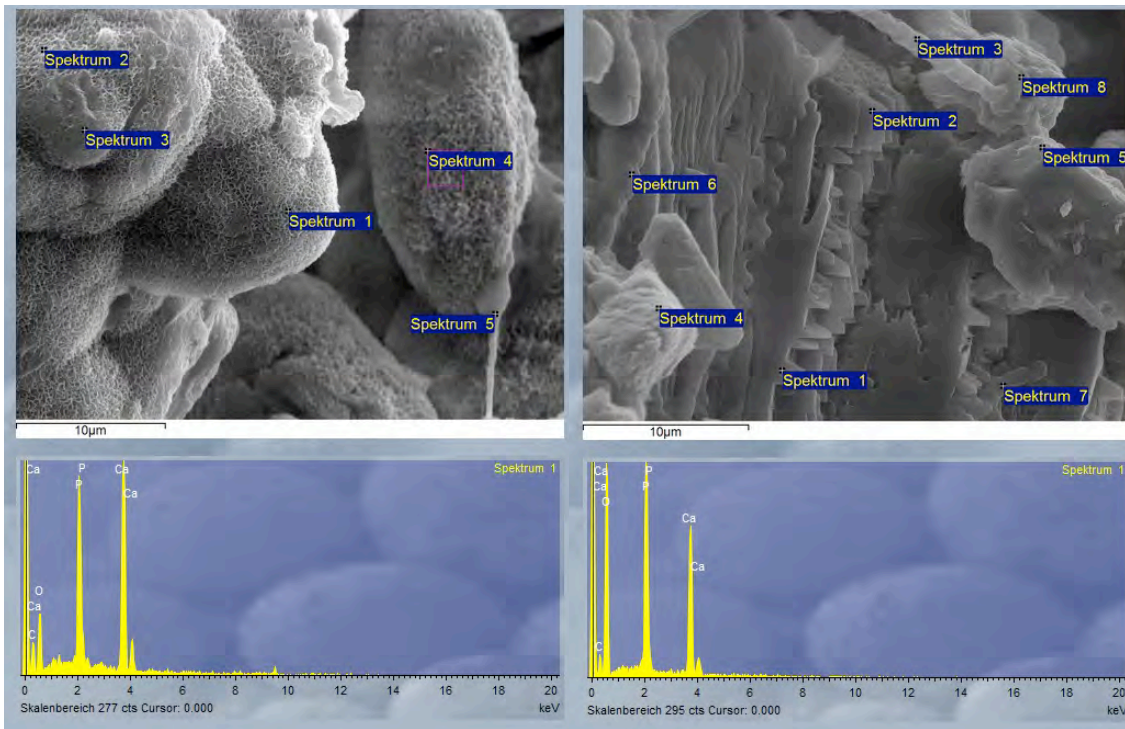 Spektrum 2
Spektrum 3
Spektrum 4
Spektrum 1
Spektrum 5
10µm
Spektrum 3
Spektrum 8
Spektrum 2
Spektrum 5
Spektrum 6
Spektrum 4
Spektrum 1
Spektrum 7
10µm
Spektrum 1
Ca
P
Ca
P
Ca
O
Ca
C
0 2 4 6 8 10 12 14 16 18 20
Skalenbereich 277 cts Cursor: 0.000 keV
Spektrum 1
Ca
P
Ca
P
O
Ca
Ca
C
0 2 4 6 8 10 12 14 16 18 20
Skalenbereich 295 cts Cursor: 0.000 keV